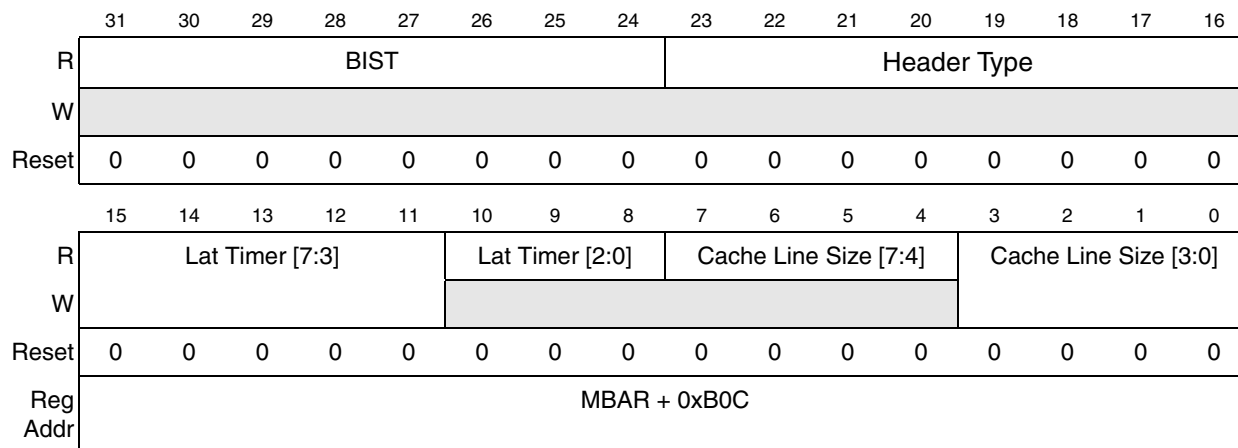 31 30 29 28 27 26 25 24 23 22 21 20 19 18 17 16
R BIST Header Type
W
Reset 0 0 0 0 0 0 0 0 0 0 0 0 0 0 0 0
15 14 13 12 11 10 9 8 7 6 5 4 3 2 1 0
R Lat Timer [7:3] Lat Timer [2:0] Cache Line Size [7:4] Cache Line Size [3:0]
W
Reset 0 0 0 0 0 0 0 0 0 0 0 0 0 0 0 0
Reg MBAR + 0xB0C
Addr